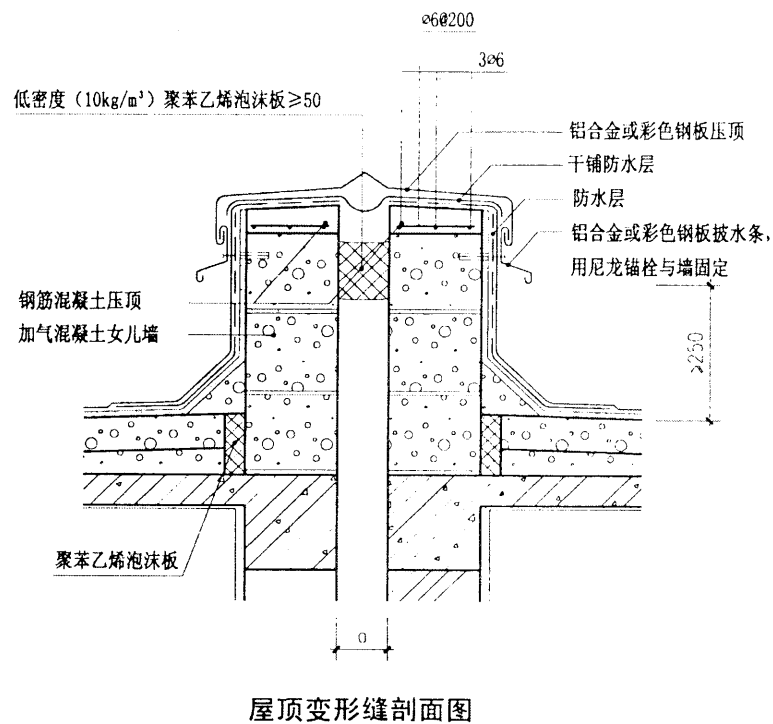 ø6@200
3ø6
低密度（10kg/m³）聚苯乙烯泡沫板≥50
铝合金或彩色钢板压顶
干铺防水层
防水层
铝合金或彩色钢板披水条，
用尼龙锚栓与墙固定
钢筋混凝土压顶
加气混凝土女儿墙
≥250
聚苯乙烯泡沫板
a
屋顶变形缝剖面图